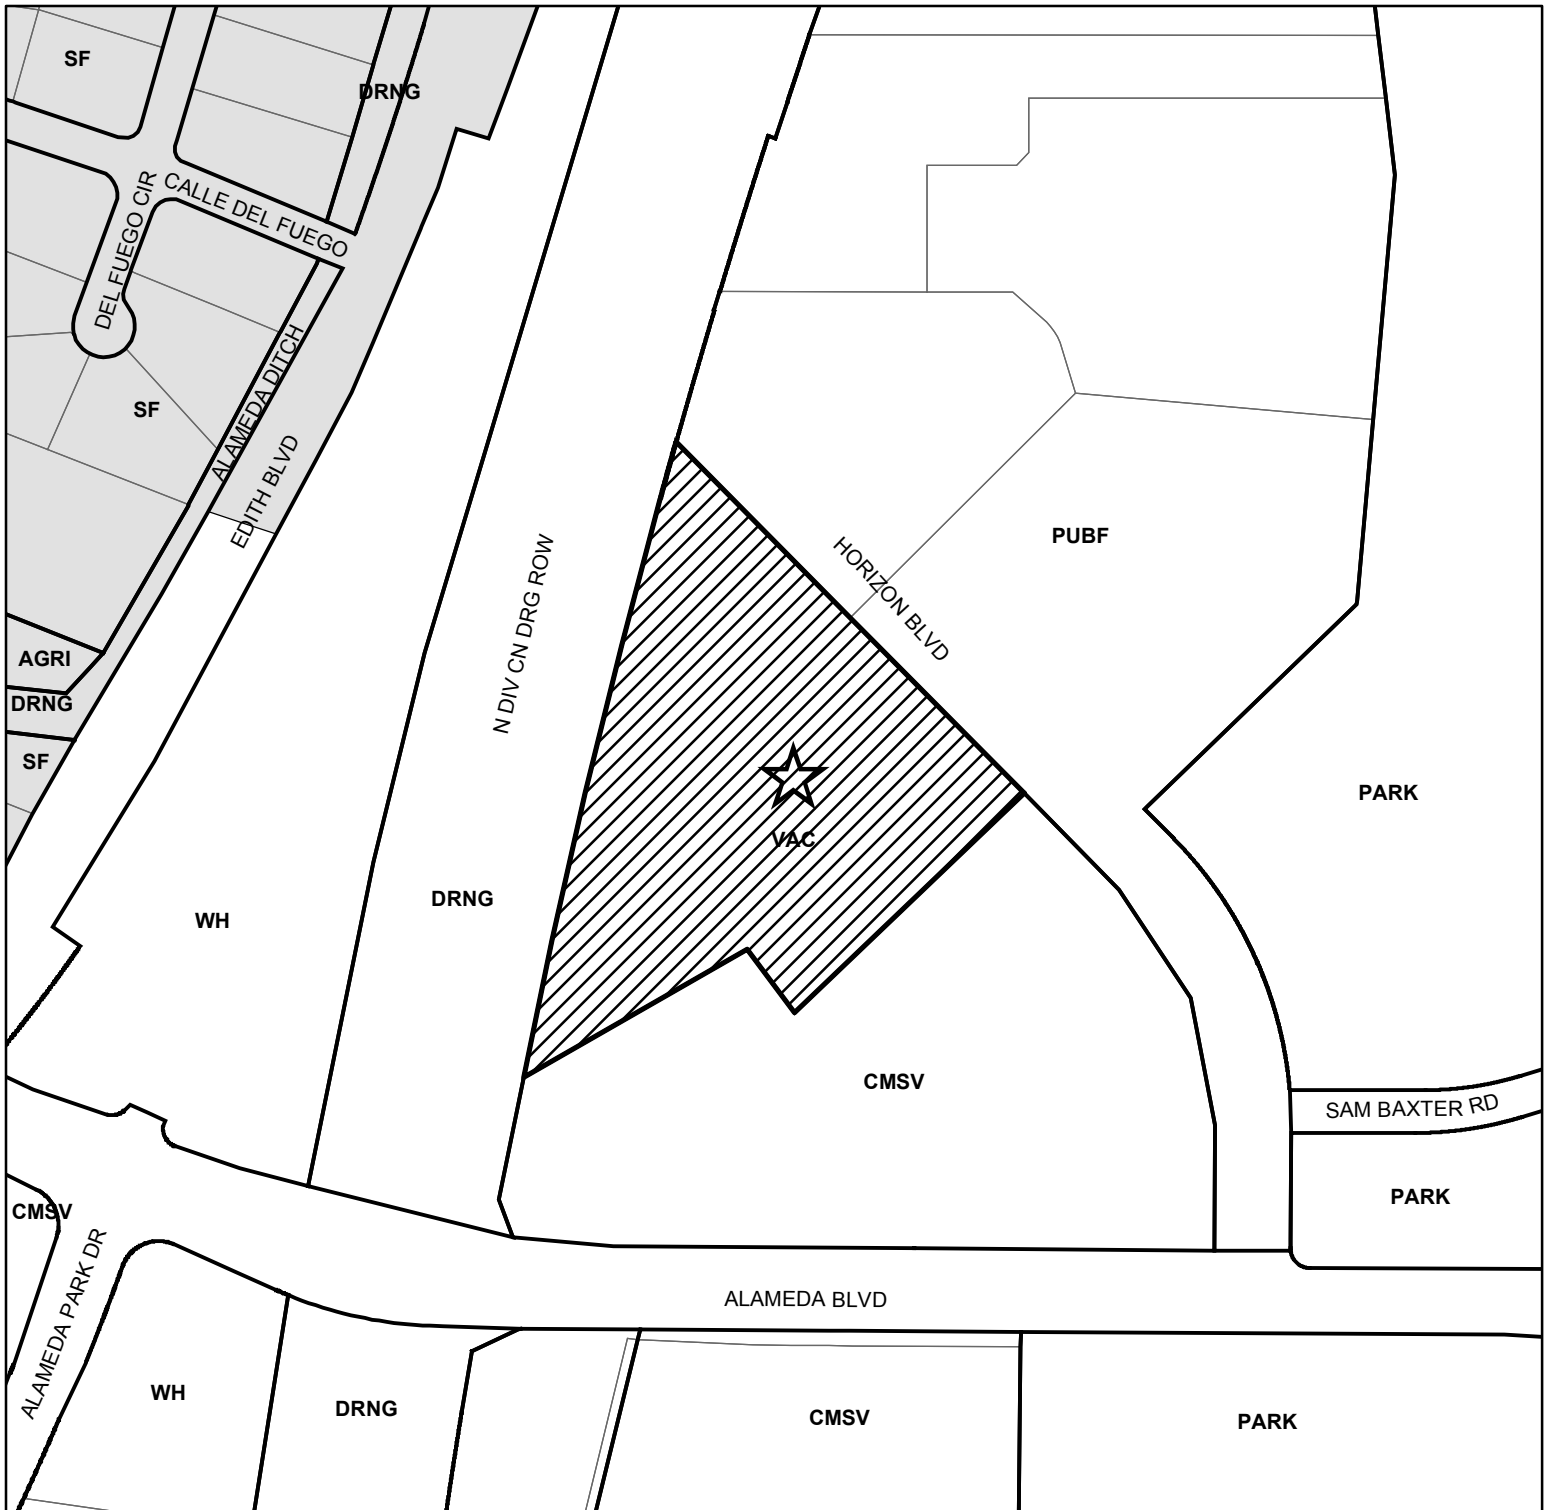 SF
DRNG
CALLE DEL FUEGO
DEL FUEGO CIR
ALAMEDA DITCH
SF
EDITH BLVD
N DIV CN DRG ROW
HORIZON BLVD
PUBF
AGRI
DRNG
SF
PARK
VAC
DRNG
WH
CMSV
SAM BAXTER RD
PARK
CMSV
ALAMEDA PARK DR
ALAMEDA BLVD
WH
DRNG
CMSV
PARK